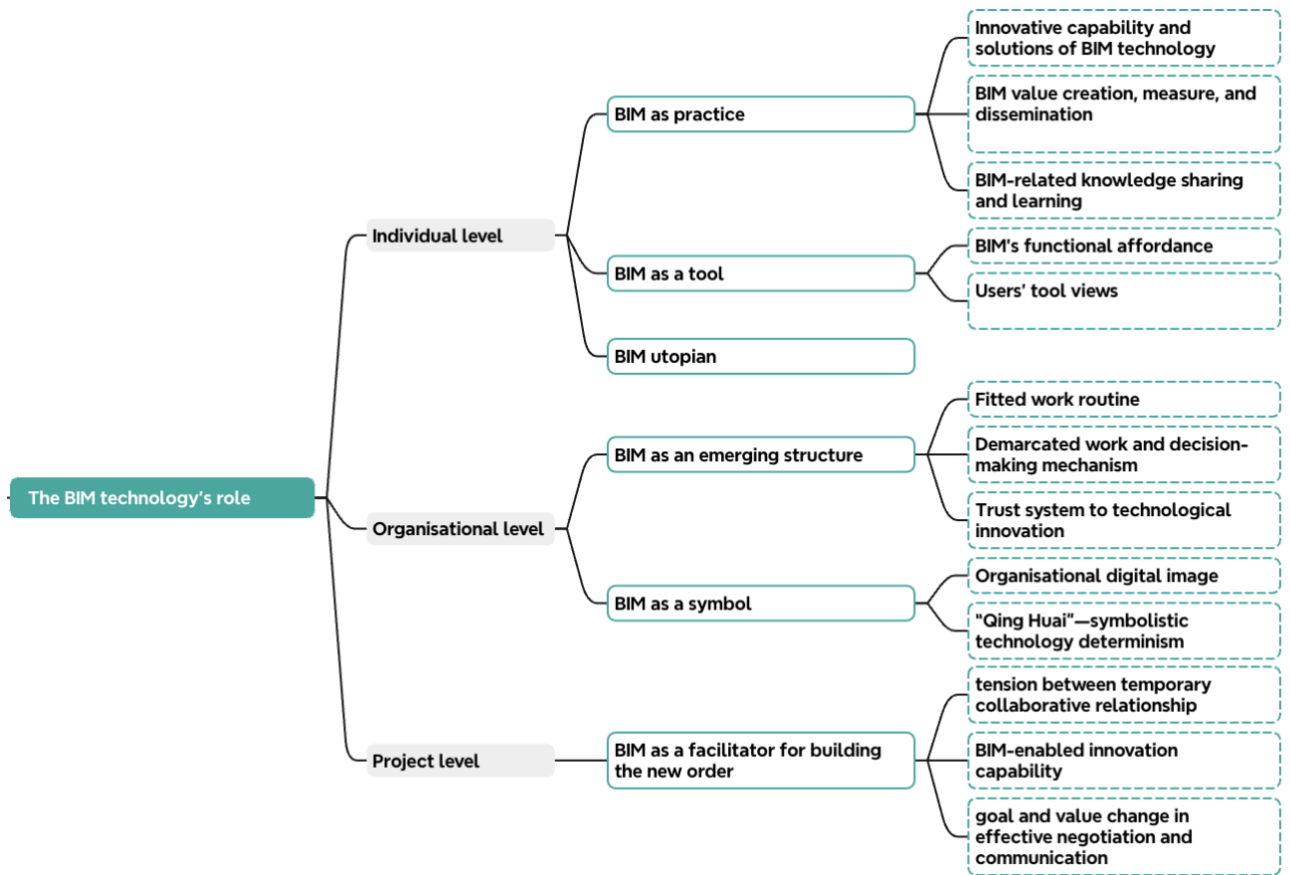 The BIM technology's role
Individual level
BIM as practice
Innovative capability and
solutions of BIM technology
BIM value creation, measure, and
dissemination
BIM-related knowledge sharing
and learning
BIM as a tool
BIM's functional affordance
Users' tool views
BIM utopian
Organisational level
BIM as an emerging structure
Fitted work routine
Demarcated work and decision-
making mechanism
Trust system to technological
innovation
BIM as a symbol
Organisational digital image
"Qing Huai"—symbolistic
technology determinism
Project level
BIM as a facilitator for building
the new order
tension between temporary
collaborative relationship
BIM-enabled innovation
capability
goal and value change in
effective negotiation and
communication